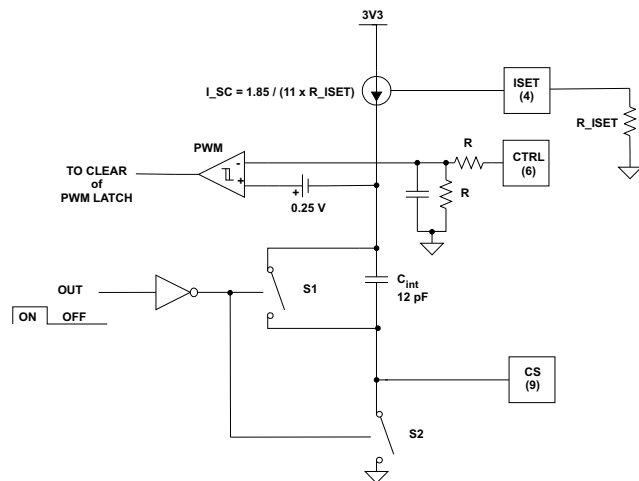 3V3
I_SC = 1.85 / (11 x R_ISET)
ISET
(4)
R_ISET
PWM
R
CTRL
(6)
-
TO CLEAR
of
PWM LATCH
+
+
R
0.25 V
S1
Cint
12 pF
OUT
ON
OFF
CS
(9)
S2